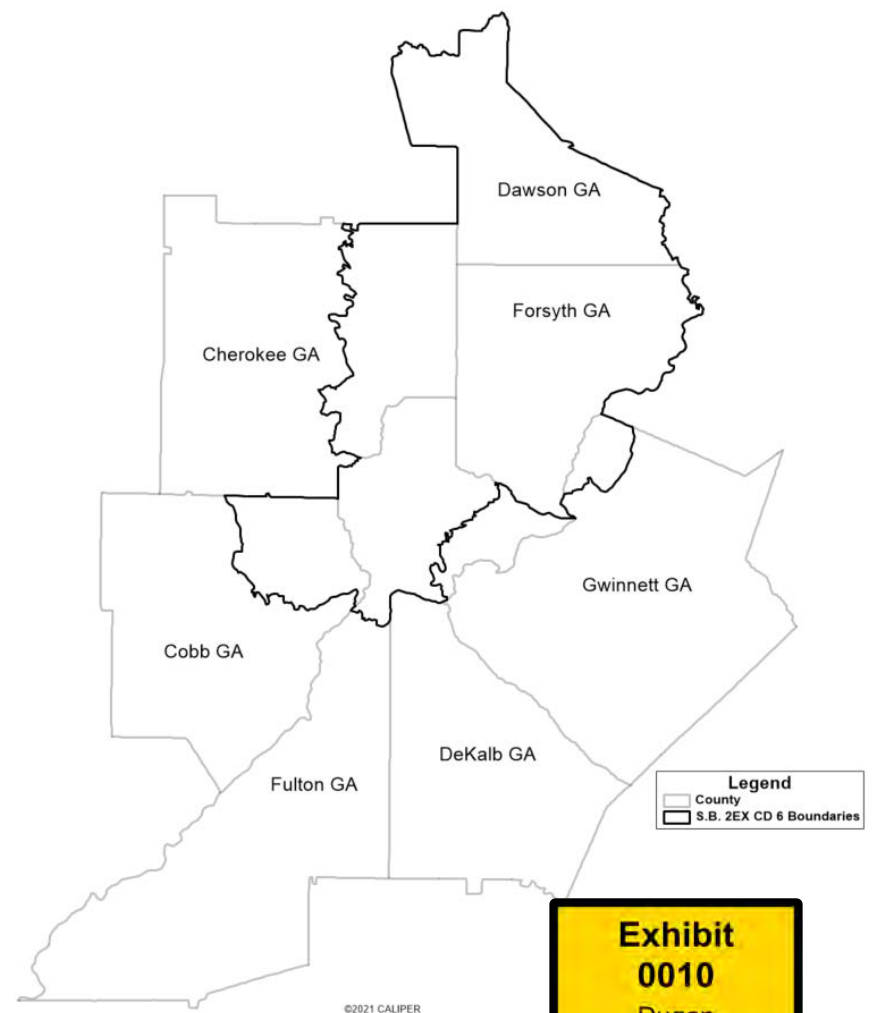 Dawson GA
Forsyth GA
Cherokee GA
Gwinnett GA
Cobb GA
DeKalb GA
Fulton GA
Legend
County
S.B. 2EX CD 6 Boundaries
Exhibit
0010
©2021 CALIPER